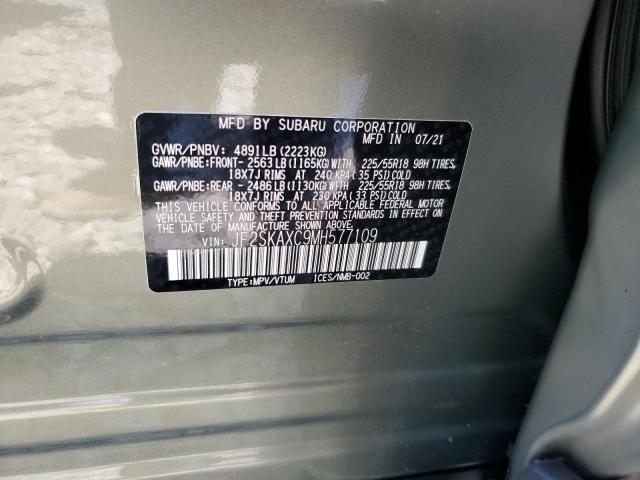 MFD BY SUBARU CORPORATION
MFD IN 07/21
GVWR/PNBV: 4891LB(2223KG)
GAWR/PNBE:FRONT- 2563LB(1165KG)WITH 225/55R18 98H TIRES,
18X7J RIMS AT 240 KPA(35 PSI)COLD
GAWR/PNBE:REAR - 2486LB(1130KG)WITH 225/55R18 98H TIRES,
18X7J RIMS AT 230 KPA(33 PSI)COLD
THIS VEHICLE CONFORMS TO ALL APPLICABLE FEDERAL MOTOR
VEHICLE SAFETY STANDARDS IN EFFECT ON THE
DATE OF MANUFACTURE SHOWN ABOVE.
VIN: JF2SKAXC9MH577109
TYPE:MPV/VTUM ICES/NMB-002